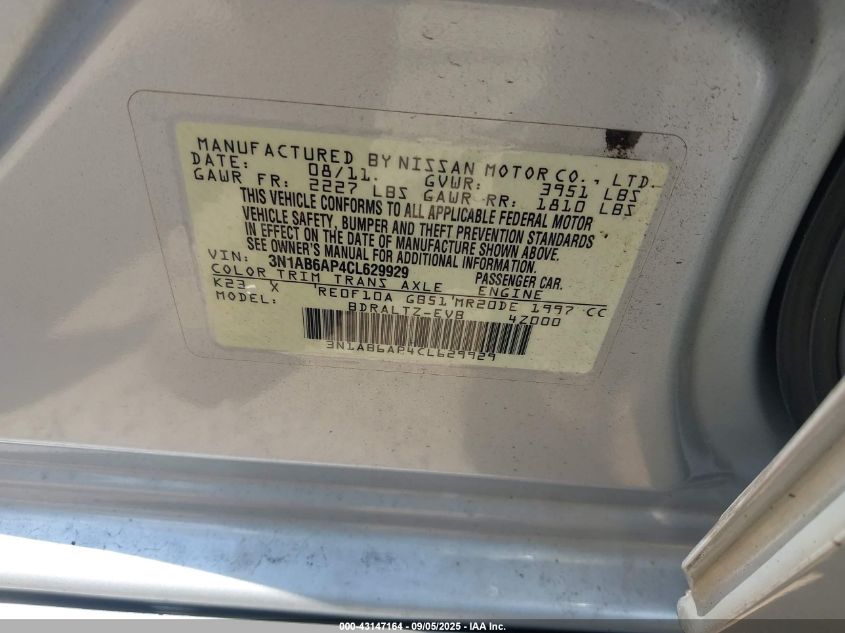 MANUFACTURED BY NISSAN MOTOR CO., LTD.
DATE: 08/11. GVWR: 3951 LBS
GAWR FR: 2227 LBS GAWR RR: 1810 LBS
THIS VEHICLE CONFORMS TO ALL APPLICABLE FEDERAL MOTOR
VEHICLE SAFETY, BUMPER AND THEFT PREVENTION STANDARDS
IN EFFECT ON THE DATE OF MANUFACTURE SHOWN ABOVE.
SEE OWNER'S MANUAL FOR ADDITIONAL INFORMATION.
VIN: 3N1AB6AP4CL629929 PASSENGER CAR.
COLOR TRIM TRANS AXLE ENGINE
K23 X 'RE0F10A GB51'MR20DE 1997 CC
MODEL: BDRALTZ-EVB 4Z000
3N1AB6AP4CL629929
000-43147164 - 09/05/2025 - IAA Inc.